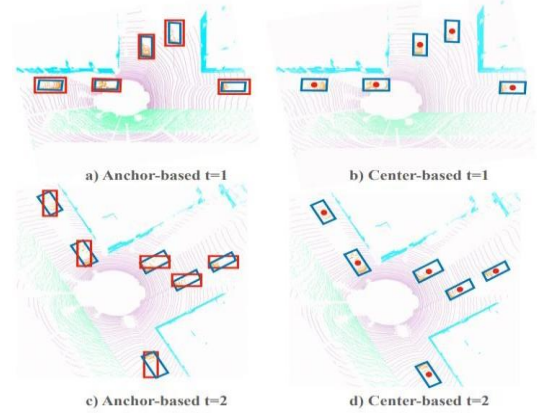 a) Anchor-based t=1
b) Center-based t=1
c) Anchor-based t=2
d) Center-based t=2